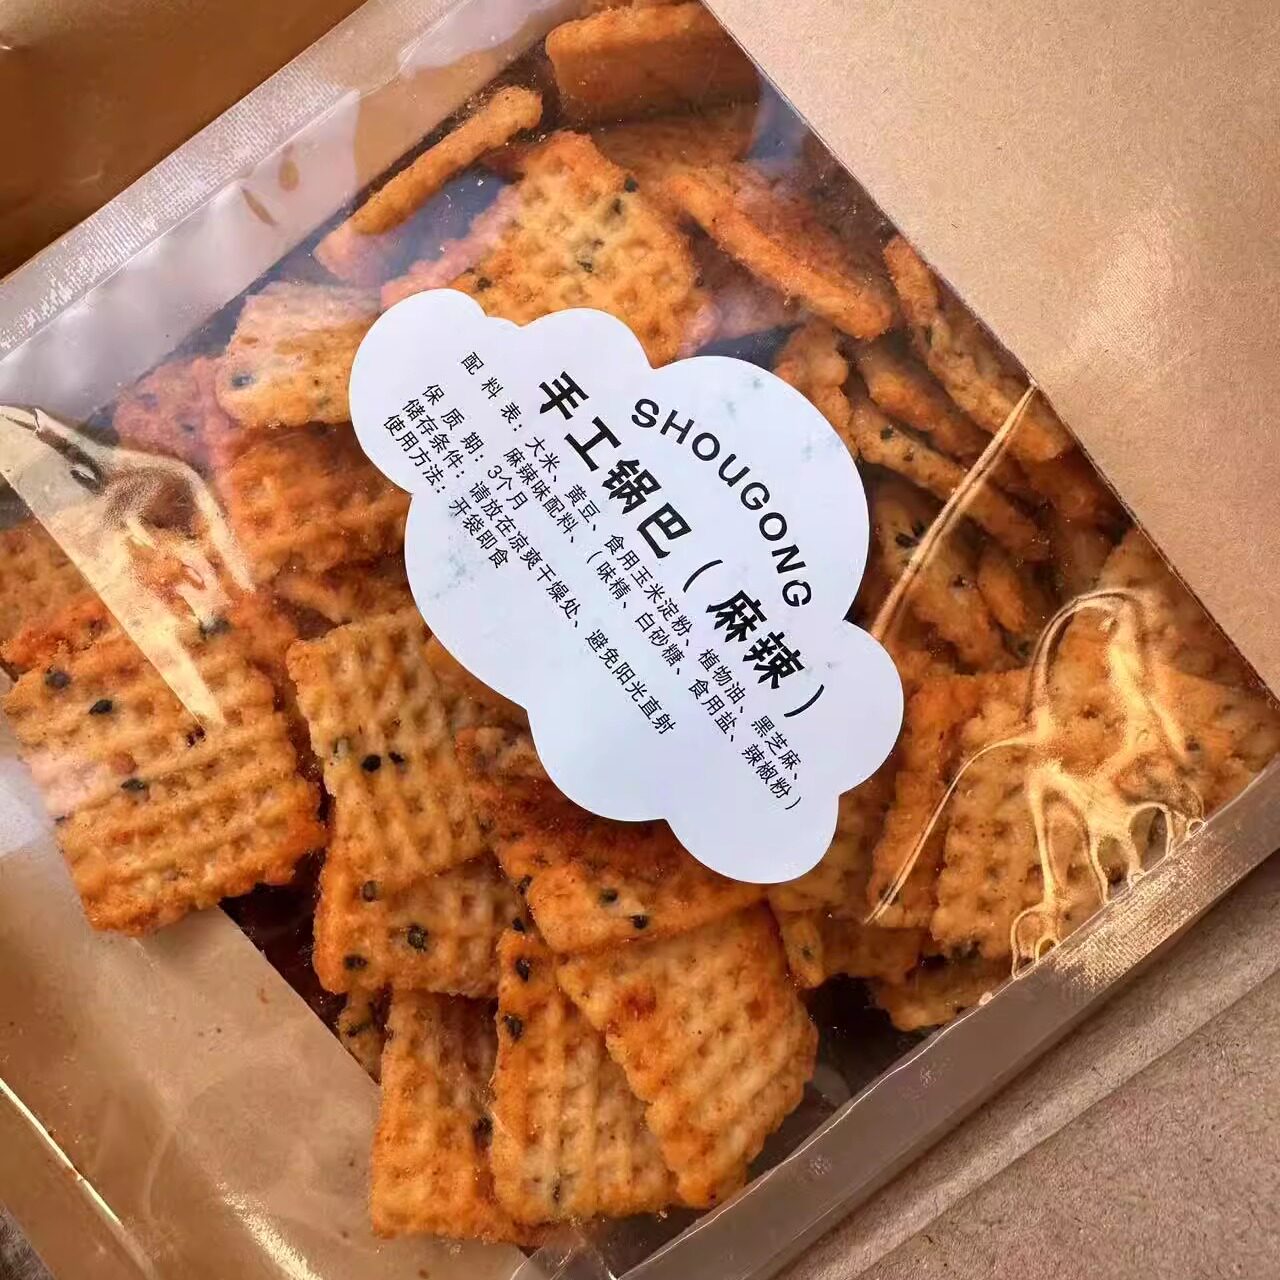 SHOUGONG
手工锅巴（麻辣）
配料表：大米、黄豆、食用玉米淀粉、植物油、黑芝麻、
麻辣味配料、（味精、白砂糖、食用盐、辣椒粉）
保质期：3个月
储存条件：请放在凉爽干燥处、避免阳光直射
使用方法：开袋即食